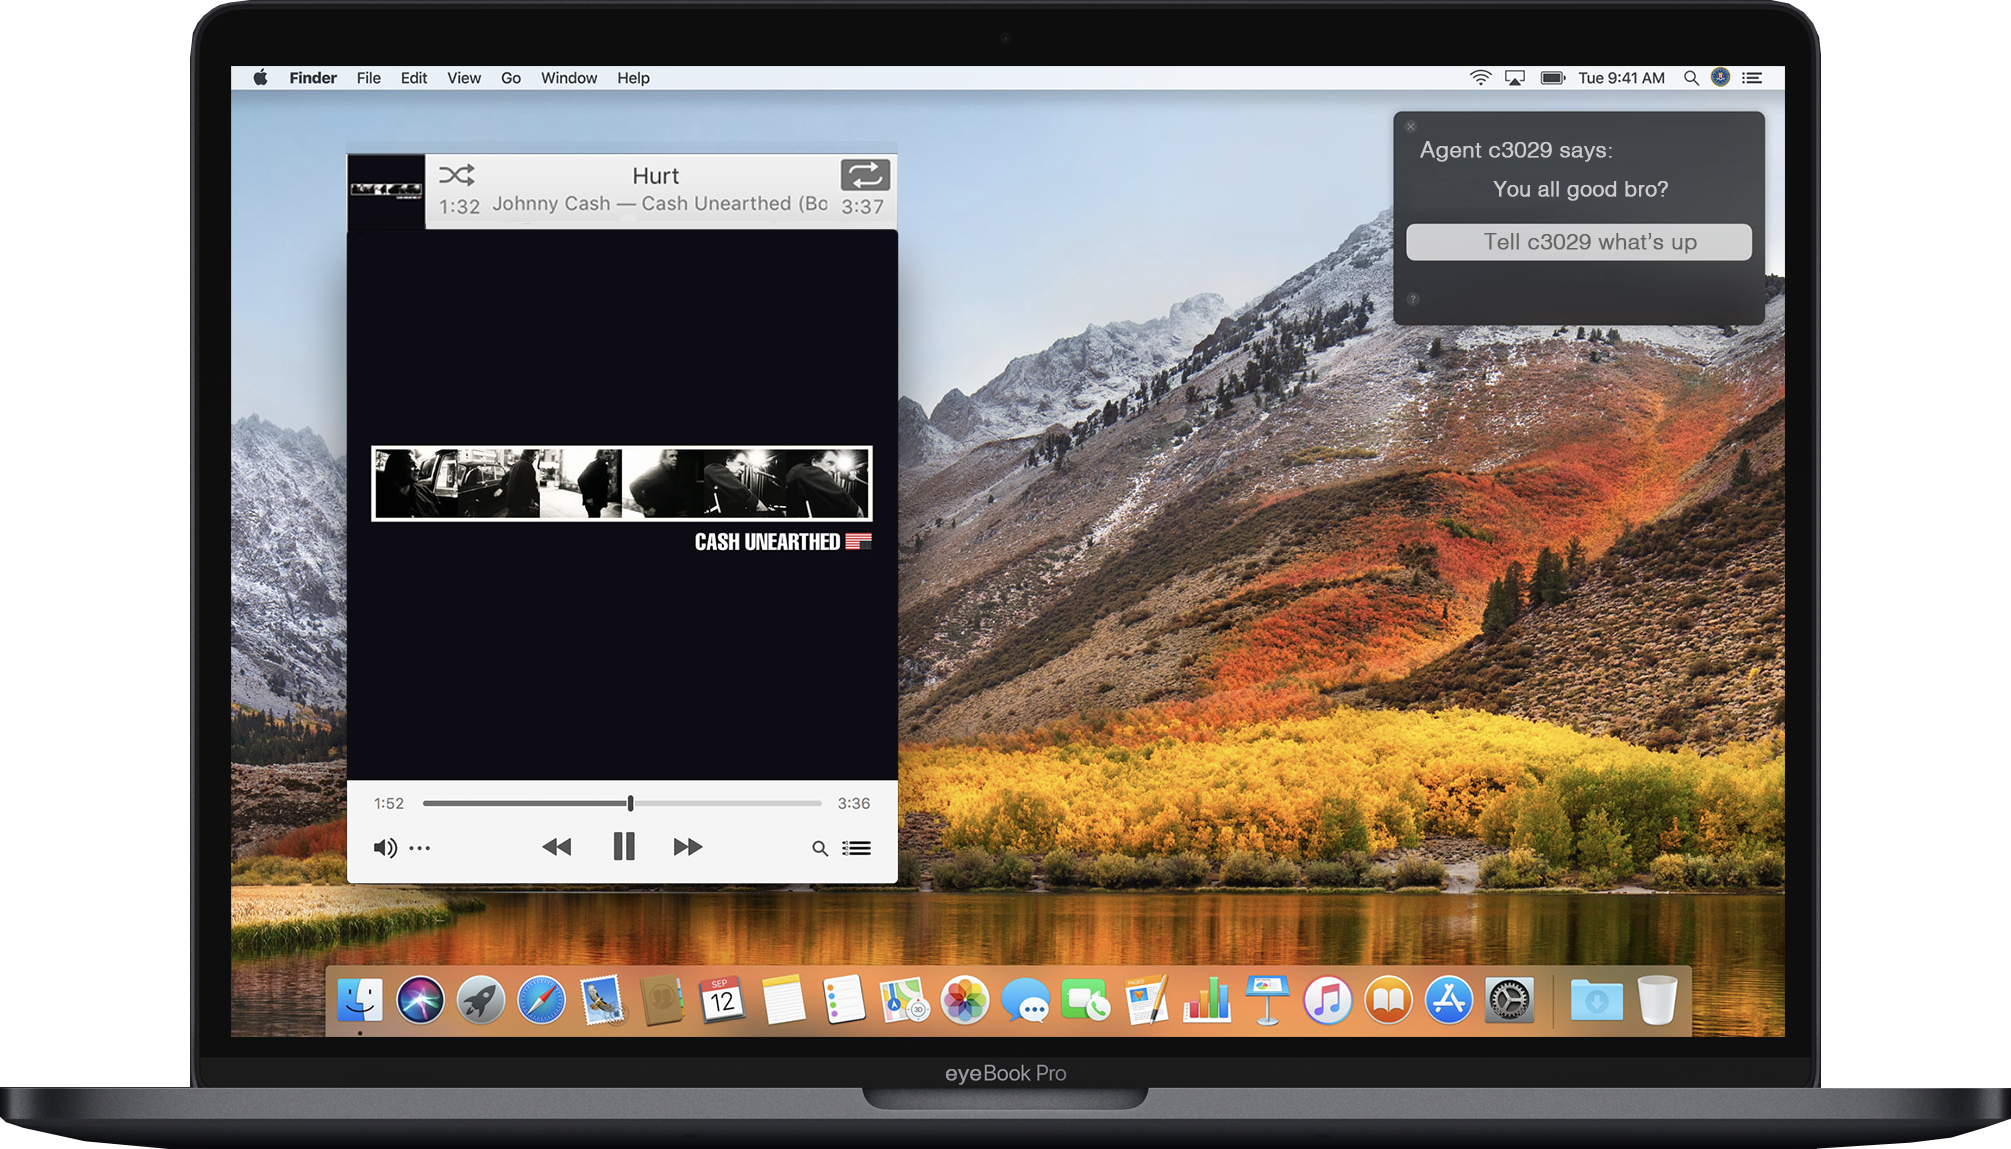 Finder File Edit View Go Window Help
Tue 9:41 AM
Hurt
1:32 Johnny Cash — Cash Unearthed (Bo 3:37
CASH UNEARTHED
1:52 3:36
Agent c3029 says:
You all good bro?
Tell c3029 what's up
?
SEP
12
3D
PAGES
eyeBook Pro